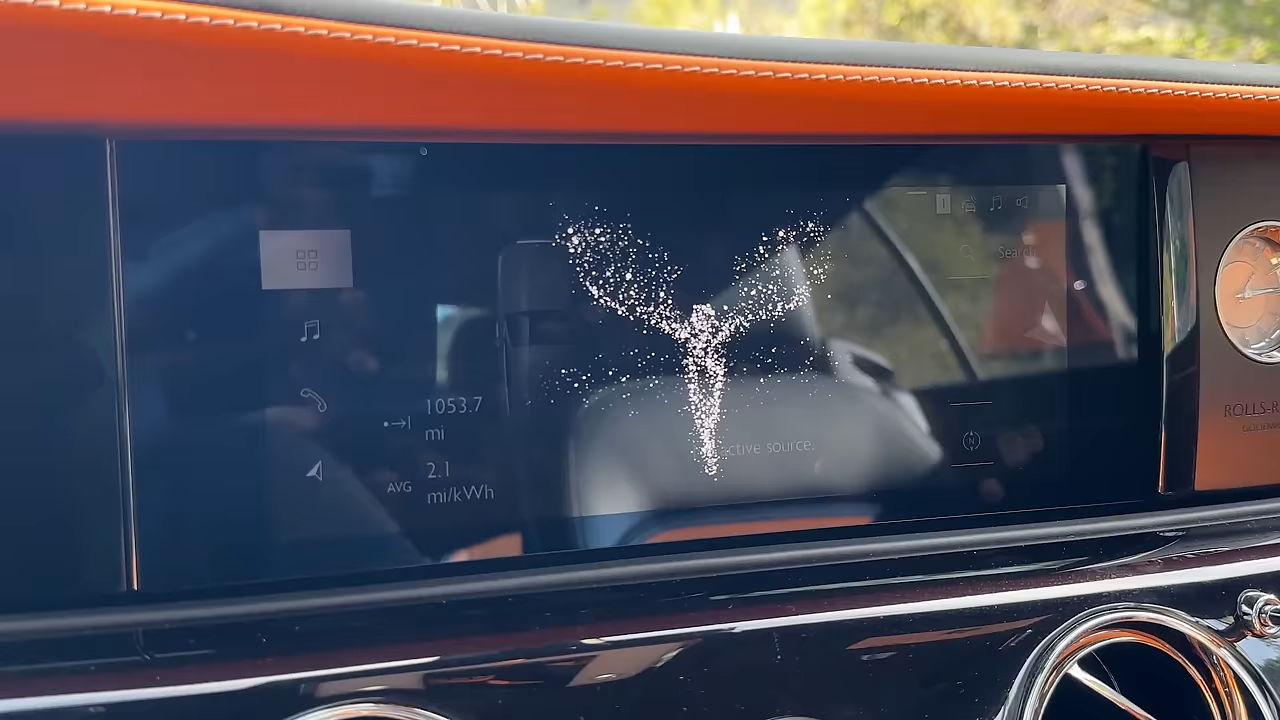 Search
1053.7
mi
ctive source.
AVG
2.1
mi/kWh
N
ROLLS-R